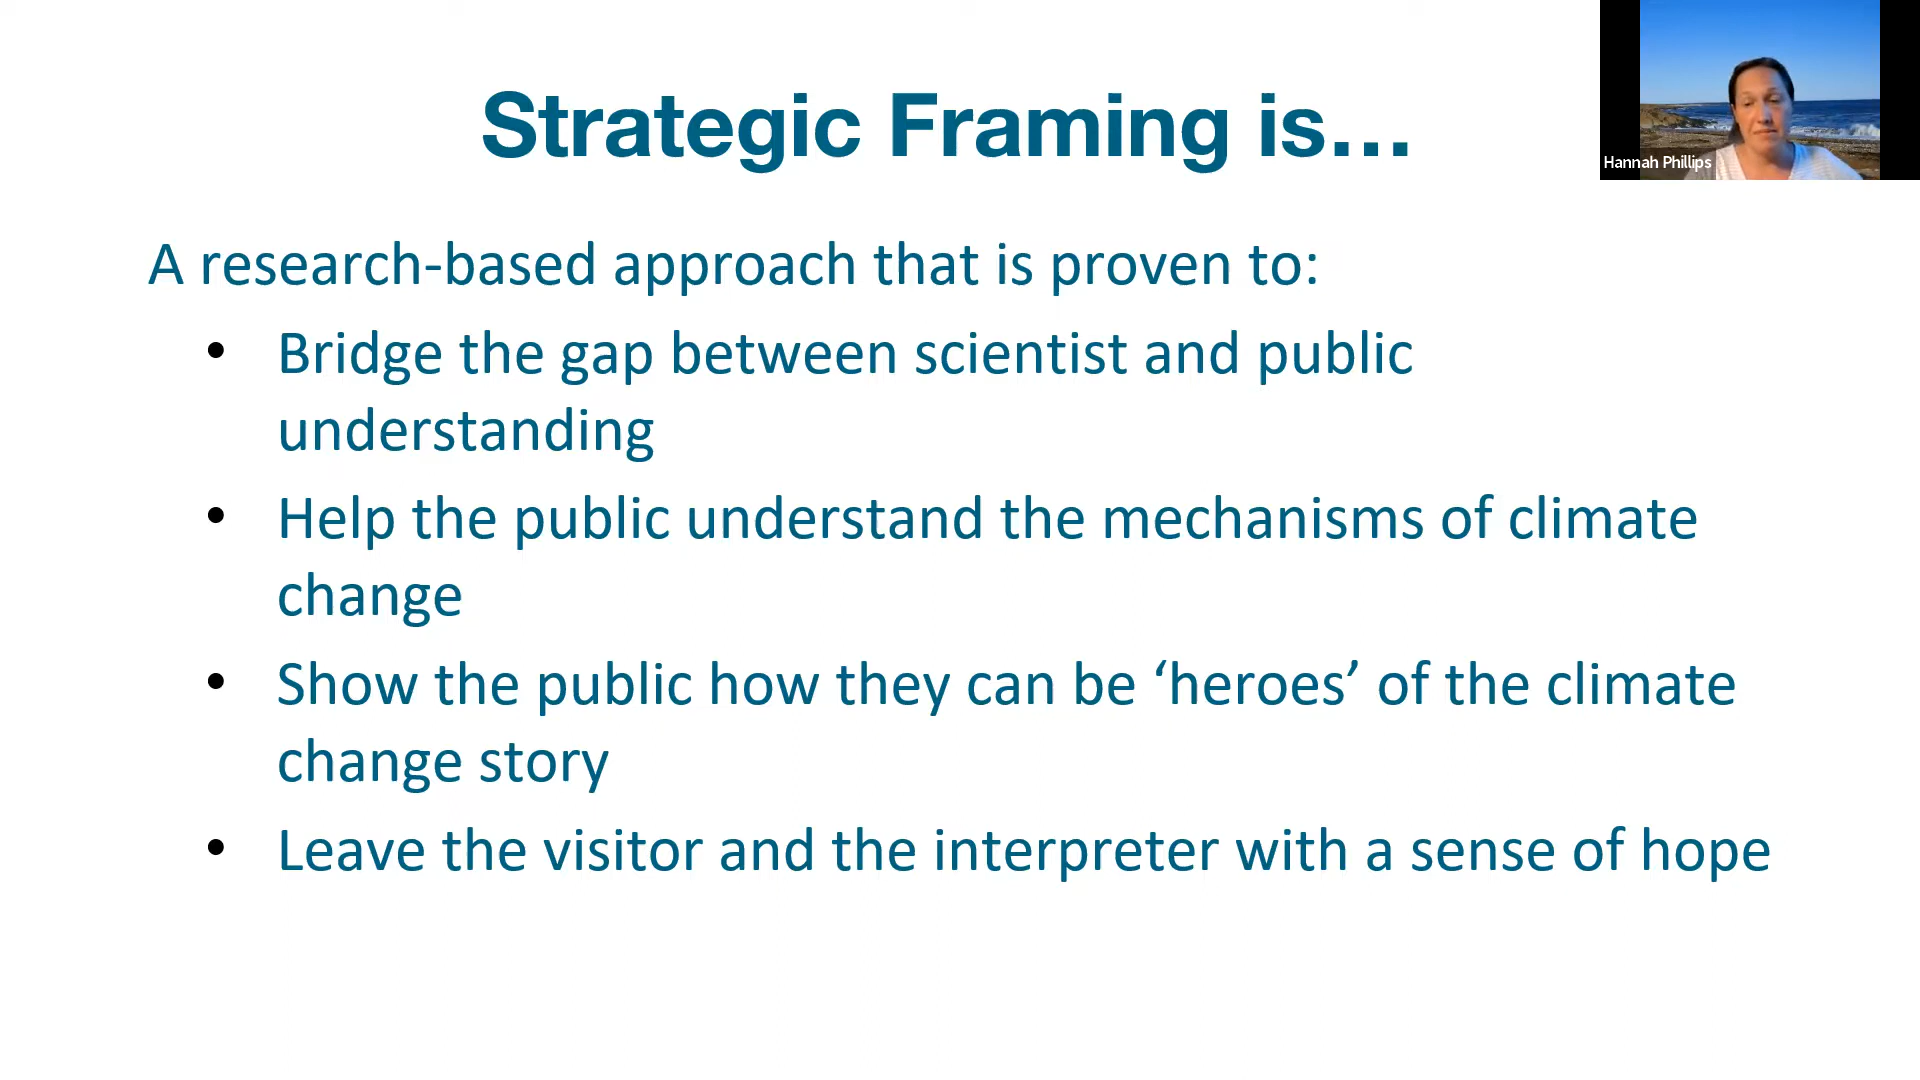 Strategic Framing is...
Hannah Phillips
A research-based approach that is proven to:
• Bridge the gap between scientist and public
understanding
• Help the public understand the mechanisms of climate
change
• Show the public how they can be ‘heroes’ of the climate
change story
• Leave the visitor and the interpreter with a sense of hope